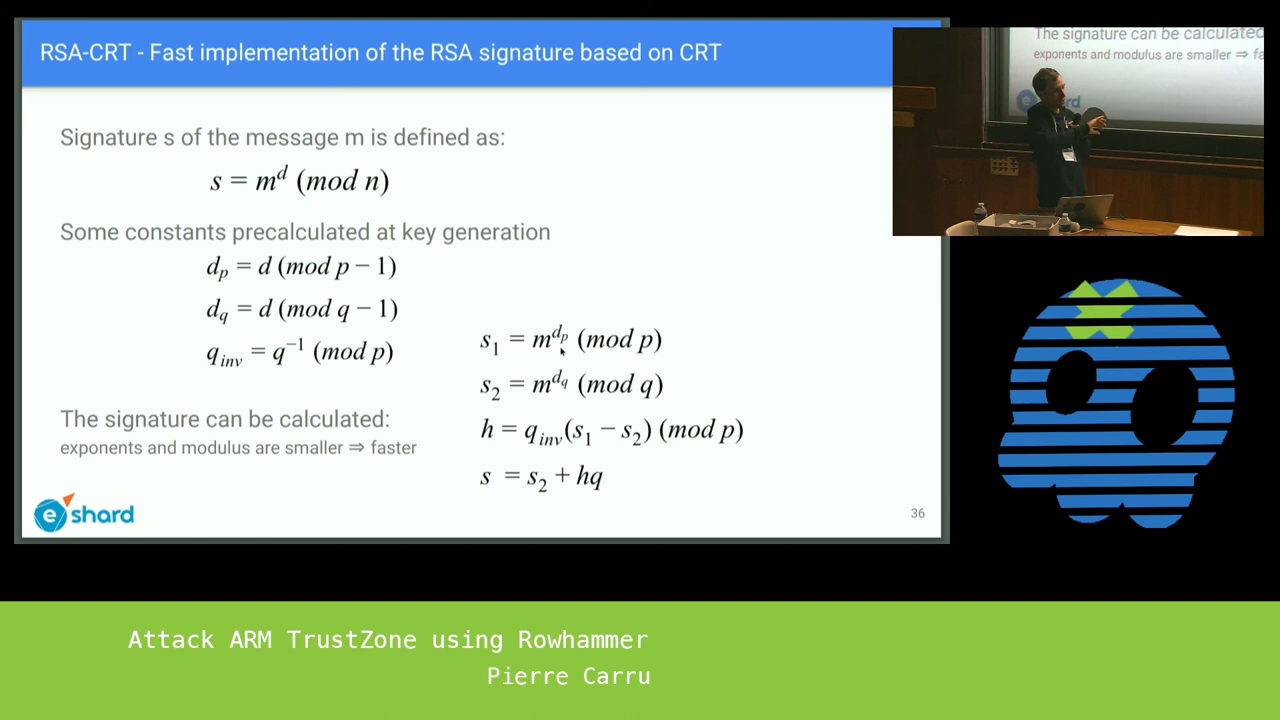 RSA-CRT - Fast implementation of the RSA signature based on CRT
Signature s of the message m is defined as:
s = m^d (mod n)
Some constants precalculated at key generation
d_p = d (mod p − 1)
d_q = d (mod q − 1)
q_inv = q^−1 (mod p)
The signature can be calculated:
exponents and modulus are smaller ⇒ faster
s_1 = m^d_p (mod p)
s_2 = m^d_q (mod q)
h = q_inv(s_1 − s_2) (mod p)
s = s_2 + hq
e shard
36
The signature can be calculated
exponents and modulus are smaller ⇒ fa
Attack ARM TrustZone using Rowhammer
Pierre Carru